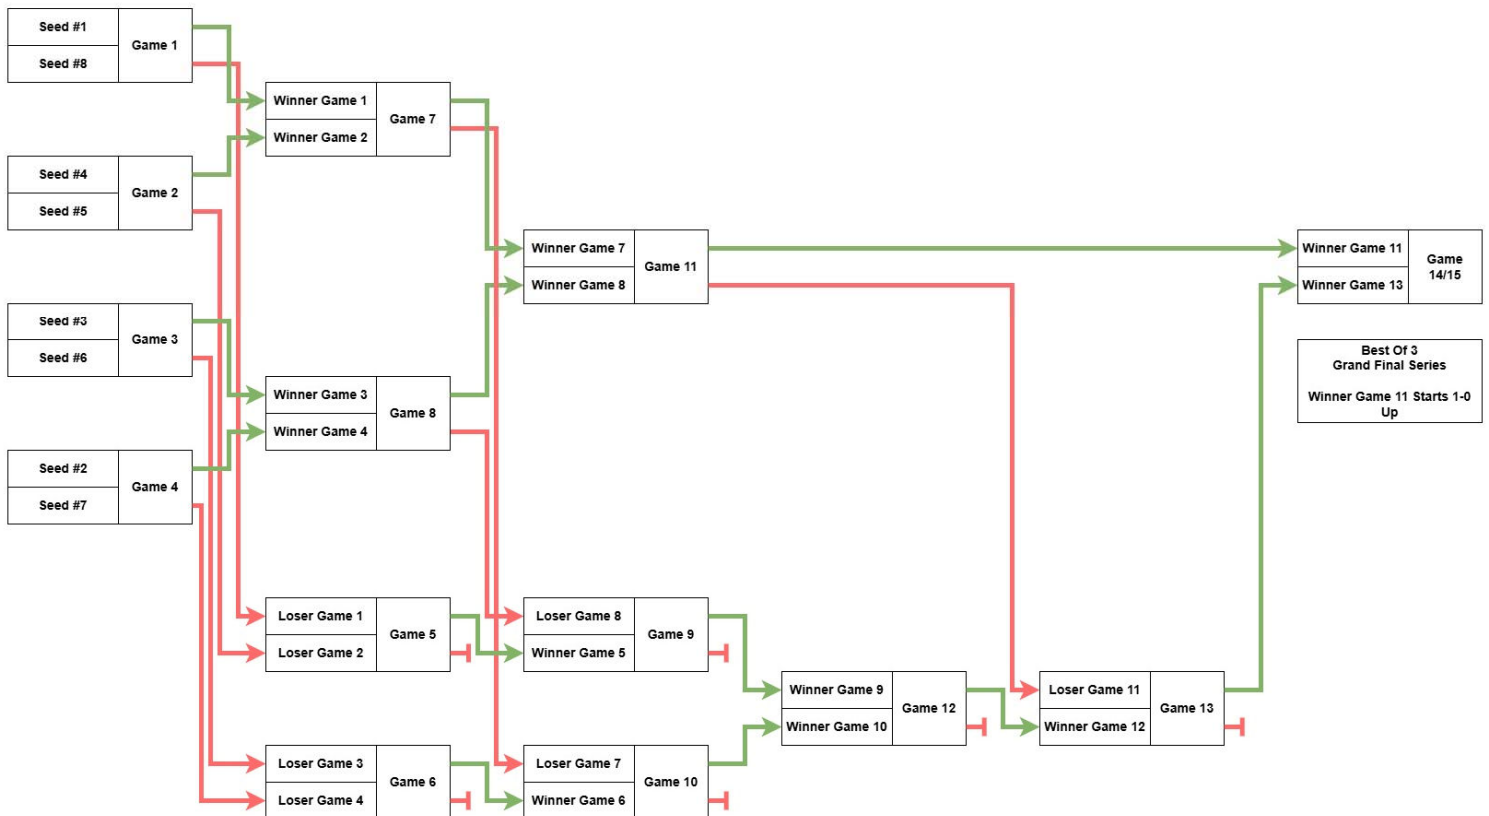 Seed #1
Game 1
Seed #8
Winner Game 1
Game 7
Winner Game 2
Seed #4
Game 2
Seed #5
Winner Game 7
Game 11
Winner Game 8
Winner Game 11
Game
14/15
Winner Game 13
Seed #3
Game 3
Seed #6
Best Of 3
Grand Final Series
Winner Game 11 Starts 1-0
Up
Winner Game 3
Game 8
Winner Game 4
Seed #2
Game 4
Seed #7
Loser Game 1
Game 5
Loser Game 2
Loser Game 8
Game 9
Winner Game 5
Winner Game 9
Game 12
Winner Game 10
Loser Game 11
Game 13
Winner Game 12
Loser Game 3
Game 6
Loser Game 4
Loser Game 7
Game 10
Winner Game 6